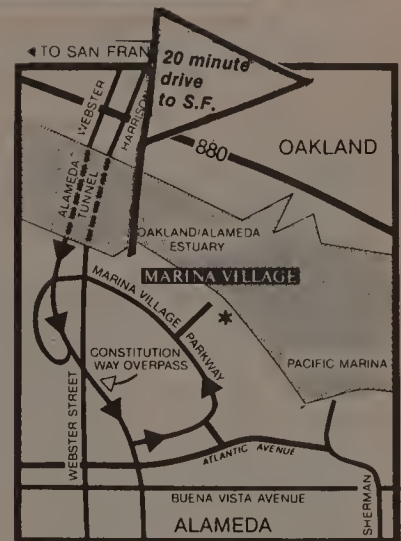 ◄ TO SAN FRAN
20 minute
drive
to S.F.
WEBSTER
HARRISON
880
OAKLAND
ALAMEDA
TUNNEL
OAKLAND/ALAMEDA
ESTUARY
MARINA VILLAGE
MARINA VILLAGE
PARKWAY
*
CONSTITUTION
WAY OVERPASS
PACIFIC MARINA
WEBSTER STREET
ATLANTIC AVENUE
BUENA VISTA AVENUE
SHERMAN
ALAMEDA